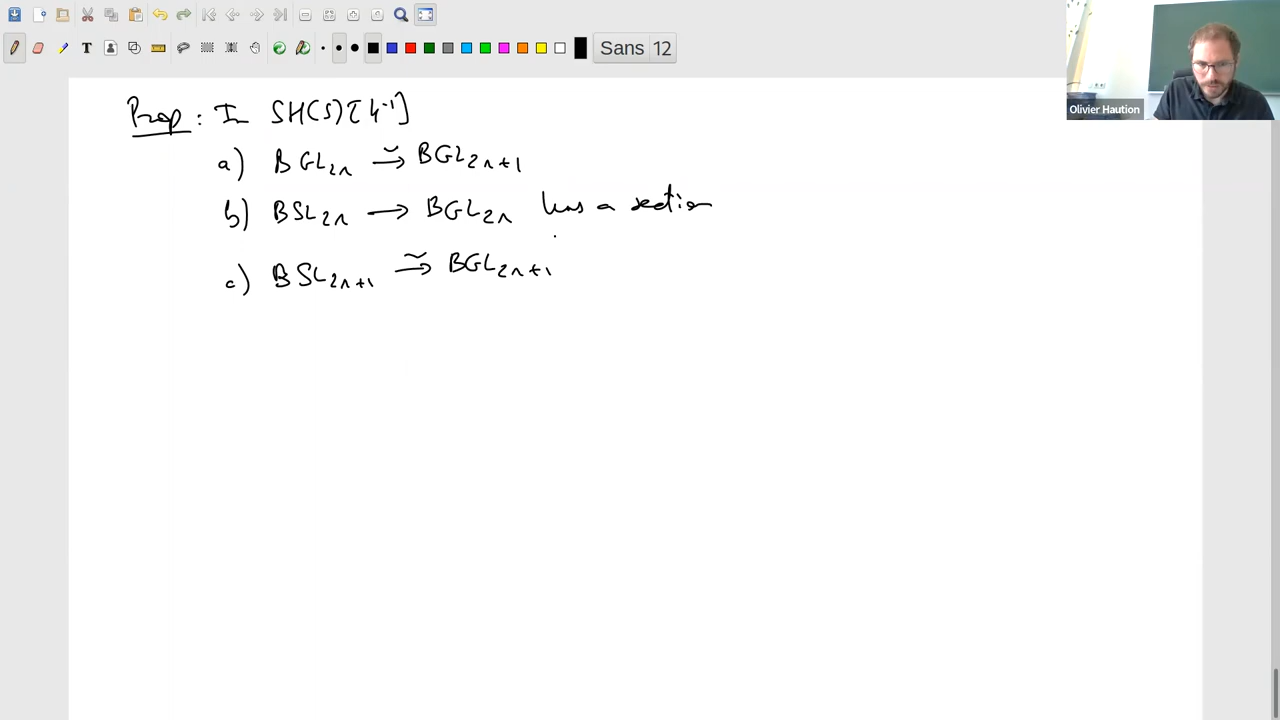 Sans 12
Olivier Haution
Prop : In SH(S)[η⁻¹]
a) BGL₂ₙ ⥲ BGL₂ₙ₊₁
b) BSL₂ₙ → BGL₂ₙ has a section
c) BSL₂ₙ₊₁ ⥲ BGL₂ₙ₊₁